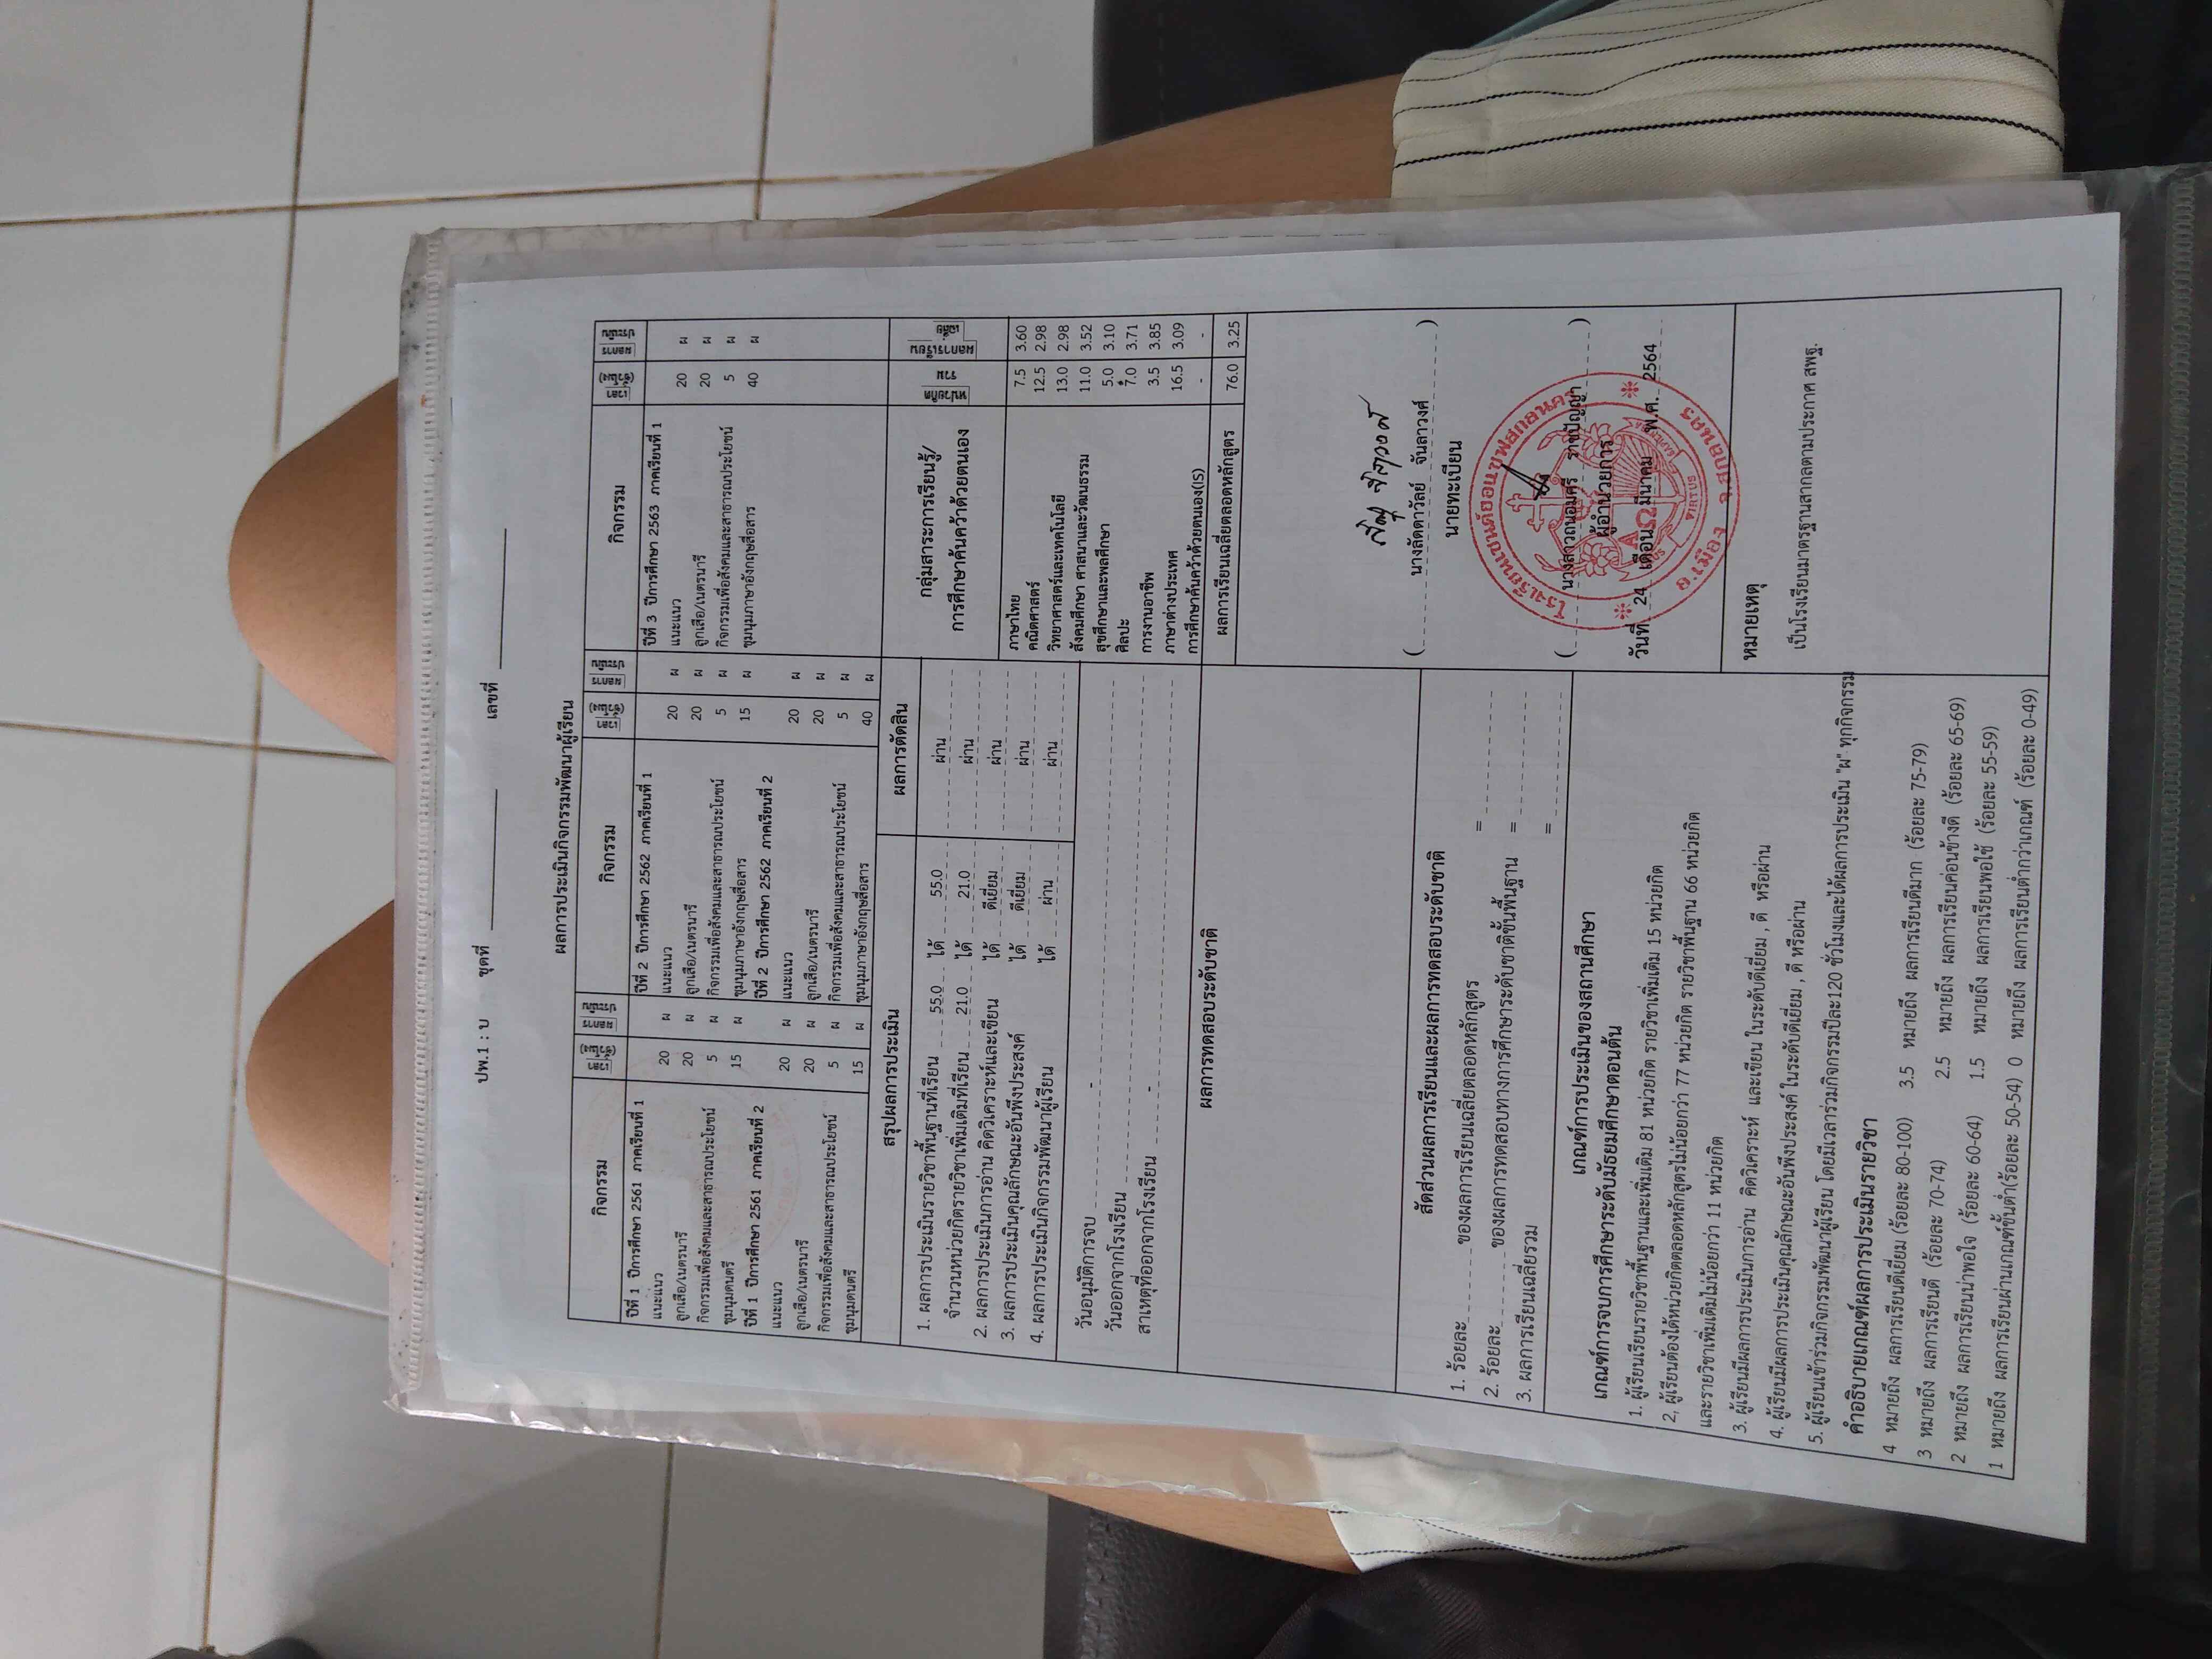 ปพ.1 : บ ชุดที่ เลขที่
ผลการประเมินกิจกรรมพัฒนาผู้เรียน
กิจกรรม เวลา (ชั่วโมง) ผลการประเมิน กิจกรรม เวลา (ชั่วโมง) ผลการประเมิน กิจกรรม เวลา (ชั่วโมง) ผลการประเมิน
ปีที่ 1 ปีการศึกษา 2561 ภาคเรียนที่ 1
แนะแนว 20 ผ
ลูกเสือ/เนตรนารี 20 ผ
กิจกรรมเพื่อสังคมและสาธารณประโยชน์ 5 ผ
ชุมนุมดนตรี 15 ผ
ปีที่ 1 ปีการศึกษา 2561 ภาคเรียนที่ 2
แนะแนว 20 ผ
ลูกเสือ/เนตรนารี 20 ผ
กิจกรรมเพื่อสังคมและสาธารณประโยชน์ 5 ผ
ชุมนุมดนตรี 15 ผ
ปีที่ 2 ปีการศึกษา 2562 ภาคเรียนที่ 1
แนะแนว 20 ผ
ลูกเสือ/เนตรนารี 20 ผ
กิจกรรมเพื่อสังคมและสาธารณประโยชน์ 5 ผ
ชุมนุมภาษาอังกฤษสื่อสาร 15 ผ
ปีที่ 2 ปีการศึกษา 2562 ภาคเรียนที่ 2
แนะแนว 20 ผ
ลูกเสือ/เนตรนารี 20 ผ
กิจกรรมเพื่อสังคมและสาธารณประโยชน์ 5 ผ
ชุมนุมภาษาอังกฤษสื่อสาร 40 ผ
ปีที่ 3 ปีการศึกษา 2563 ภาคเรียนที่ 1
แนะแนว 20 ผ
ลูกเสือ/เนตรนารี 20 ผ
กิจกรรมเพื่อสังคมและสาธารณประโยชน์ 5 ผ
ชุมนุมภาษาอังกฤษสื่อสาร 40 ผ
สรุปผลการประเมิน ผลการตัดสิน
1. ผลการประเมินรายวิชาพื้นฐานที่เรียน 55.0 ได้ 55.0 ผ่าน
จำนวนหน่วยกิตรายวิชาเพิ่มเติมที่เรียน 21.0 ได้ 21.0 ผ่าน
2. ผลการประเมินการอ่าน คิดวิเคราะห์และเขียน ได้ ดีเยี่ยม ผ่าน
3. ผลการประเมินคุณลักษณะอันพึงประสงค์ ได้ ดีเยี่ยม ผ่าน
4. ผลการประเมินกิจกรรมพัฒนาผู้เรียน ได้ ผ่าน ผ่าน
วันอนุมัติการจบ -
วันออกจากโรงเรียน
สาเหตุที่ออกจากโรงเรียน -
กลุ่มสาระการเรียนรู้/ หน่วยกิตรวม ผลการเรียนเฉลี่ย
การศึกษาค้นคว้าด้วยตนเอง
ภาษาไทย 7.5 3.60
คณิตศาสตร์ 12.5 2.98
วิทยาศาสตร์และเทคโนโลยี 13.0 2.98
สังคมศึกษา ศาสนาและวัฒนธรรม 11.0 3.52
สุขศึกษาและพลศึกษา 5.0 3.10
ศิลปะ 7.0 3.71
การงานอาชีพ 3.5 3.85
ภาษาต่างประเทศ 16.5 3.09
การศึกษาค้นคว้าด้วยตนเอง(IS) - -
ผลการเรียนเฉลี่ยตลอดหลักสูตร 76.0 3.25
ผลการทดสอบระดับชาติ
สัดส่วนผลการเรียนและผลการทดสอบระดับชาติ
1. ร้อยละ ของผลการเรียนเฉลี่ยตลอดหลักสูตร =
2. ร้อยละ ของผลการทดสอบทางการศึกษาระดับชาติขั้นพื้นฐาน =
3. ผลการเรียนเฉลี่ยรวม =
( นางลัดดาวัลย์ จันลาวงศ์ )
นายทะเบียน
( นางสาวถนอมศรี ราชปัญญา )
ผู้อำนวยการ
วันที่ 24 เดือน มีนาคม พ.ศ. 2564
โรงเรียนเซนต์ยอแซฟสกลนคร
อ.เมือง จ.สกลนคร
เกณฑ์การประเมินของสถานศึกษา
เกณฑ์การจบการศึกษาระดับมัธยมศึกษาตอนต้น
1. ผู้เรียนเรียนรายวิชาพื้นฐานและเพิ่มเติม 81 หน่วยกิต รายวิชาเพิ่มเติม 15 หน่วยกิต
2. ผู้เรียนต้องได้หน่วยกิตตลอดหลักสูตรไม่น้อยกว่า 77 หน่วยกิต รายวิชาพื้นฐาน 66 หน่วยกิต
และรายวิชาเพิ่มเติมไม่น้อยกว่า 11 หน่วยกิต
3. ผู้เรียนมีผลการประเมินการอ่าน คิดวิเคราะห์ และเขียน ในระดับดีเยี่ยม , ดี หรือผ่าน
4. ผู้เรียนมีผลการประเมินคุณลักษณะอันพึงประสงค์ ในระดับดีเยี่ยม , ดี หรือผ่าน
5. ผู้เรียนเข้าร่วมกิจกรรมพัฒนาผู้เรียน โดยมีเวลาร่วมกิจกรรมปีละ120 ชั่วโมงและได้ผลการประเมิน "ผ" ทุกกิจกรรม
คำอธิบายเกณฑ์ผลการประเมินรายวิชา
4 หมายถึง ผลการเรียนดีเยี่ยม (ร้อยละ 80-100) 3.5 หมายถึง ผลการเรียนดีมาก (ร้อยละ 75-79)
3 หมายถึง ผลการเรียนดี (ร้อยละ 70-74) 2.5 หมายถึง ผลการเรียนค่อนข้างดี (ร้อยละ 65-69)
2 หมายถึง ผลการเรียนน่าพอใจ (ร้อยละ 60-64) 1.5 หมายถึง ผลการเรียนพอใช้ (ร้อยละ 55-59)
1 หมายถึง ผลการเรียนผ่านเกณฑ์ขั้นต่ำ(ร้อยละ 50-54) 0 หมายถึง ผลการเรียนต่ำกว่าเกณฑ์ (ร้อยละ 0-49)
หมายเหตุ
เป็นโรงเรียนมาตรฐานสากลตามประกาศ สพฐ.